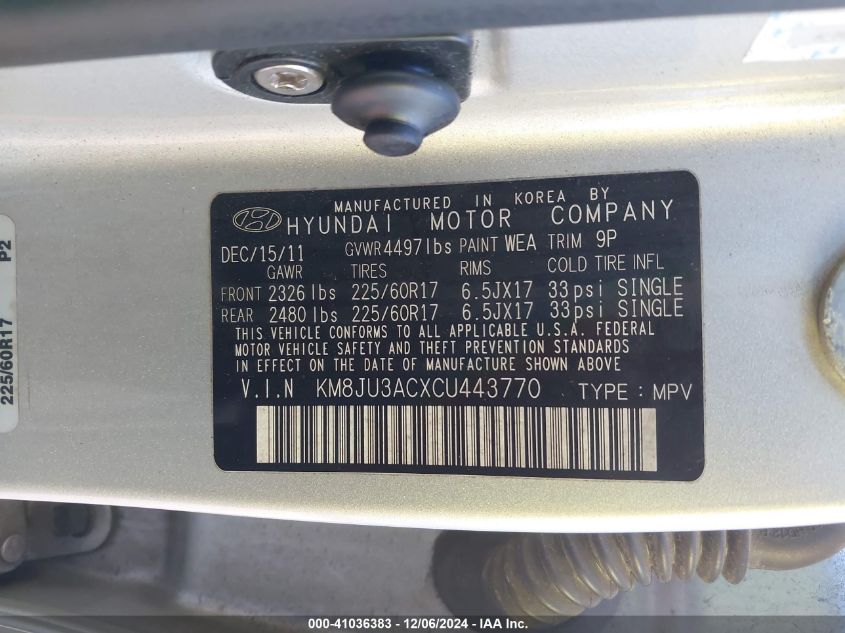 MANUFACTURED IN KOREA BY
HYUNDAI MOTOR COMPANY
DEC/15/11 GVWR 4497lbs PAINT WEA TRIM 9P
GAWR TIRES RIMS COLD TIRE INFL
FRONT 2326 lbs 225/60R17 6.5JX17 33psi SINGLE
REAR 2480 lbs 225/60R17 6.5JX17 33psi SINGLE
THIS VEHICLE CONFORMS TO ALL APPLICABLE U.S.A. FEDERAL
MOTOR VEHICLE SAFETY AND THEFT PREVENTION STANDARDS
IN EFFECT ON THE DATE OF MANUFACTURE SHOWN ABOVE
V.I.N KM8JU3ACXCU443770 TYPE : MPV
225/60R17 P2
000-41036383 - 12/06/2024 - IAA Inc.